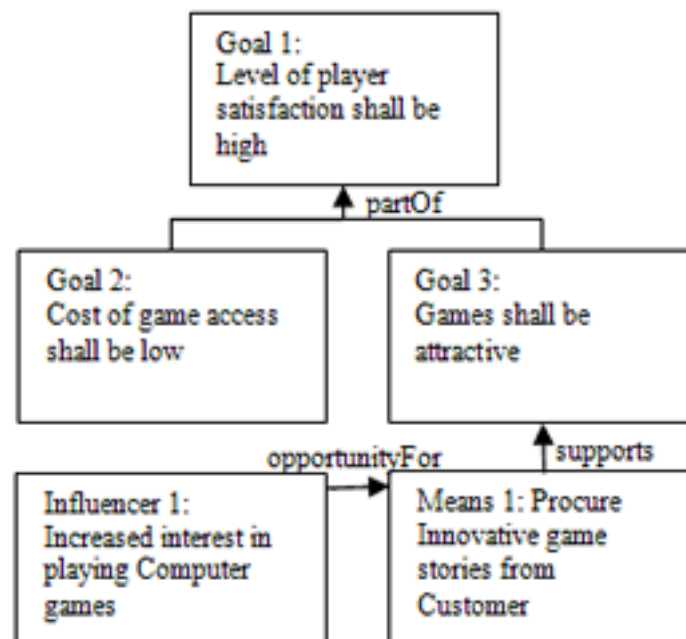 Goal 1:
Level of player
satisfaction shall be
high
partOf
Goal 2:
Cost of game access
shall be low
Goal 3:
Games shall be
attractive
opportunityFor
supports
Influencer 1:
Increased interest in
playing Computer
games
Means 1: Procure
Innovative game
stories from
Customer